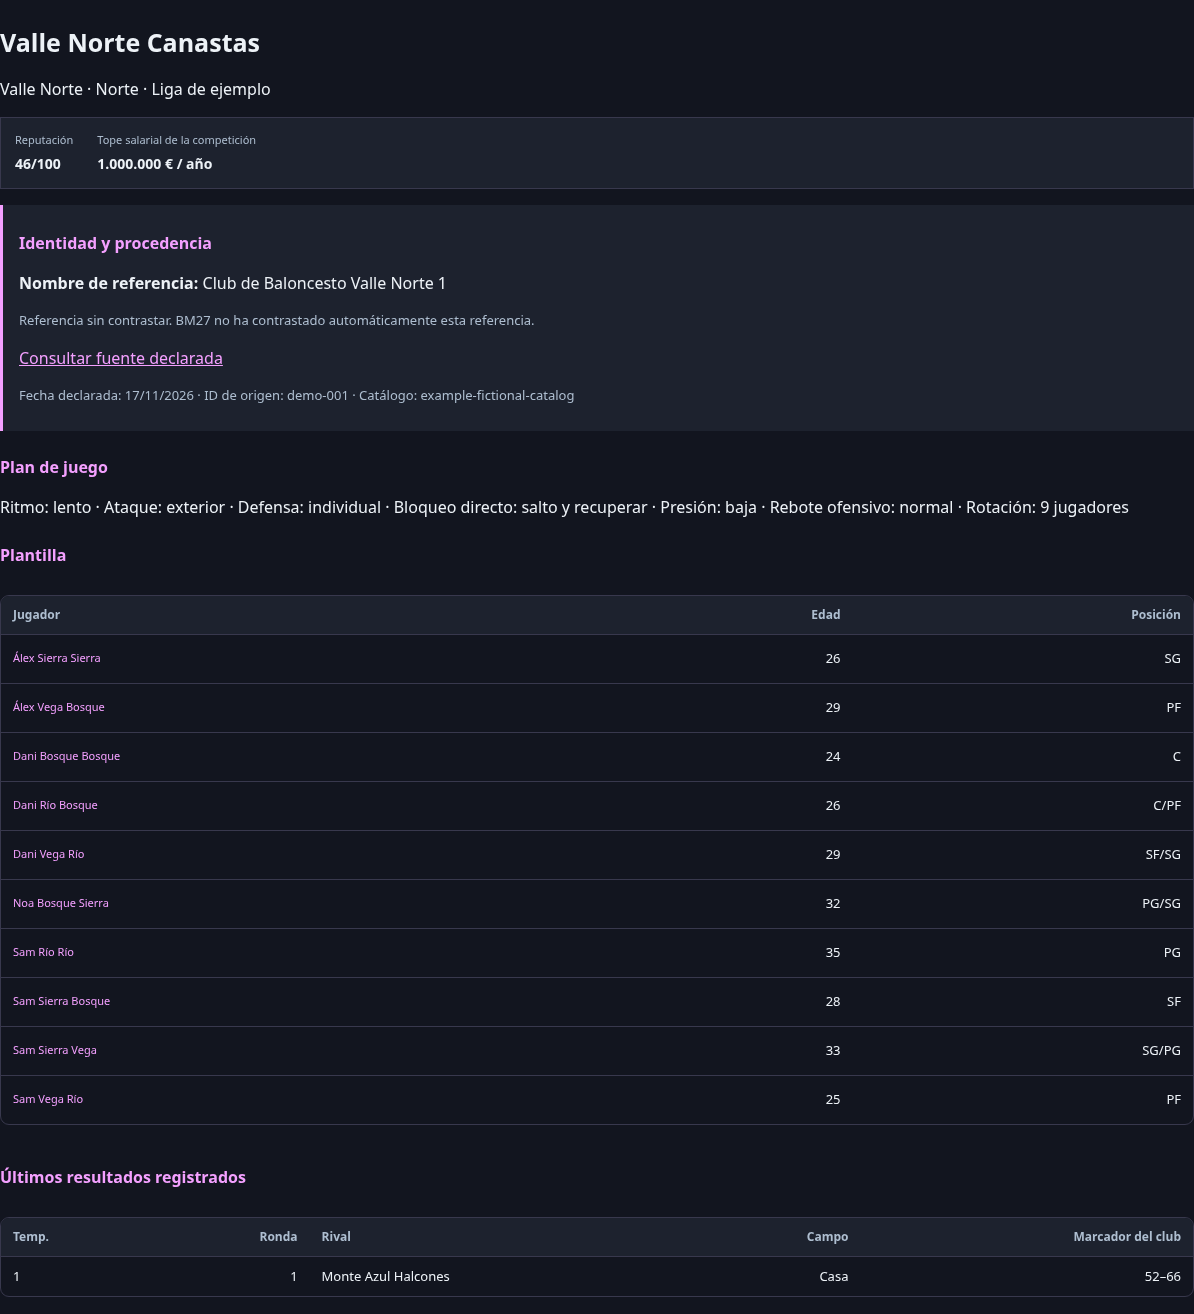 Valle Norte Canastas
Valle Norte · Norte · Liga de ejemplo
Reputación Tope salarial de la competición
46/100 1.000.000 € / año
Identidad y procedencia
Nombre de referencia: Club de Baloncesto Valle Norte 1
Referencia sin contrastar. BM27 no ha contrastado automáticamente esta referencia.
Consultar fuente declarada
Fecha declarada: 17/11/2026 · ID de origen: demo-001 · Catálogo: example-fictional-catalog
Plan de juego
Ritmo: lento · Ataque: exterior · Defensa: individual · Bloqueo directo: salto y recuperar · Presión: baja · Rebote ofensivo: normal · Rotación: 9 jugadores
Plantilla
Jugador Edad Posición
Álex Sierra Sierra 26 SG
Álex Vega Bosque 29 PF
Dani Bosque Bosque 24 C
Dani Río Bosque 26 C/PF
Dani Vega Río 29 SF/SG
Noa Bosque Sierra 32 PG/SG
Sam Río Río 35 PG
Sam Sierra Bosque 28 SF
Sam Sierra Vega 33 SG/PG
Sam Vega Río 25 PF
Últimos resultados registrados
Temp. Ronda Rival Campo Marcador del club
1 1 Monte Azul Halcones Casa 52–66